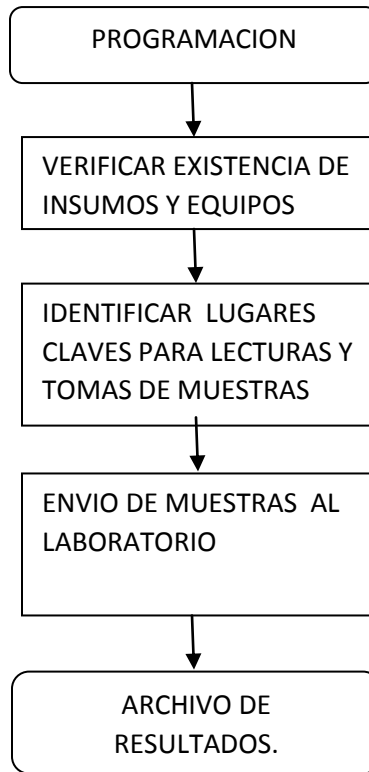 PROGRAMACION
VERIFICAR EXISTENCIA DE
INSUMOS Y EQUIPOS
IDENTIFICAR LUGARES
CLAVES PARA LECTURAS Y
TOMAS DE MUESTRAS
ENVIO DE MUESTRAS AL
LABORATORIO
ARCHIVO DE
RESULTADOS.